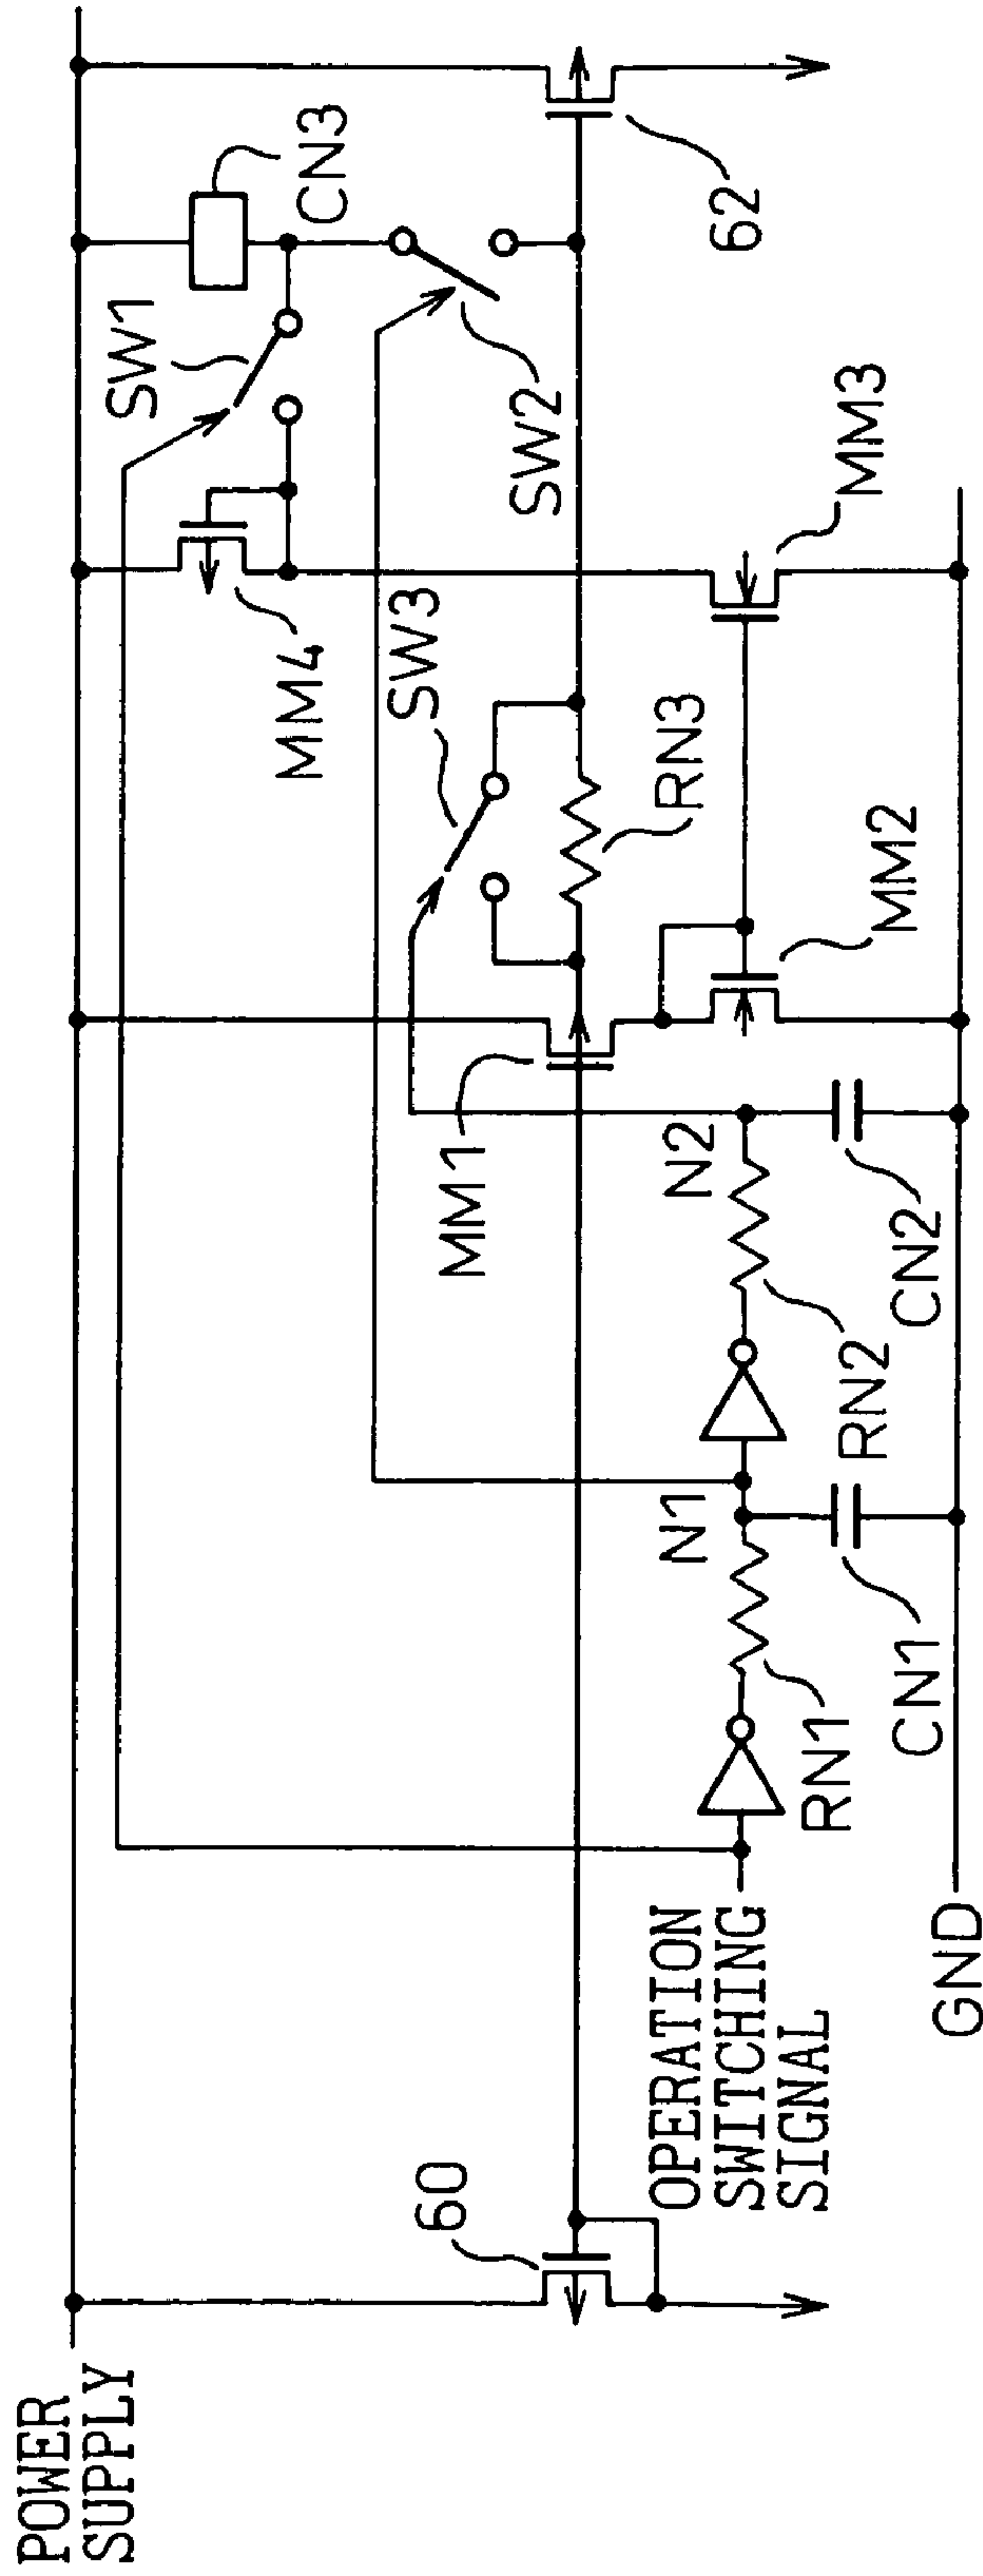 POWER
SUPPLY
60
OPERATION
SWITCHING
SIGNAL
GND
RN1
N1
CN1
RN2
N2
CN2
MM1
MM2
SW3
RN3
MM4
MM3
SW1
SW2
CN3
62